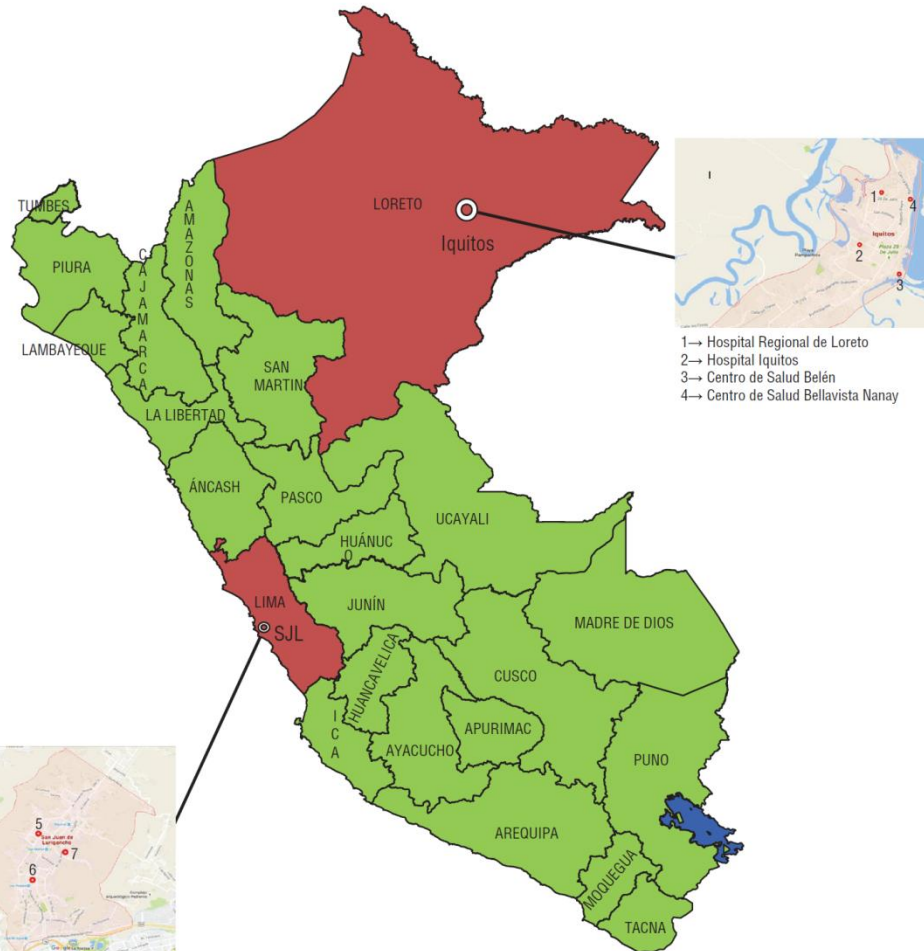 TUMBES
PIURA
LAMBAYEQUE
CAJAMARCA
AMAZONAS
LORETO
Iquitos
SAN
MARTIN
LA LIBERTAD
ÁNCASH
PASCO
HUÁNUC
O
UCAYALI
LIMA
SJL
JUNÍN
MADRE DE DIOS
HUANCAVELICA
ICA
CUSCO
APURIMAC
AYACUCHO
PUNO
AREQUIPA
MOQUEGUA
TACNA
1
4
Iquitos
2
3
1→ Hospital Regional de Loreto
2→ Hospital Iquitos
3→ Centro de Salud Belén
4→ Centro de Salud Bellavista Nanay
5
San Juan de
Lurigancho
7
6